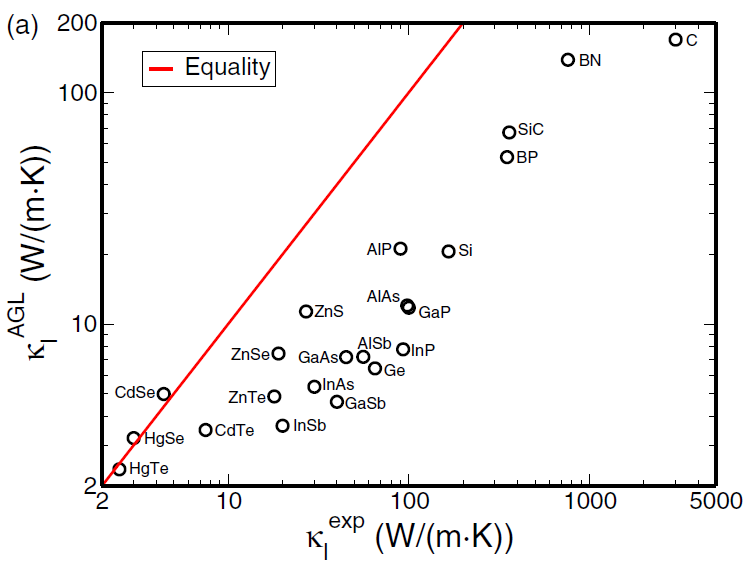 (a)
200
100
10
2
κl^AGL (W/(m·K))
Equality
C
BN
SiC
BP
AlP
Si
AlAs
GaP
ZnS
AlSb
InP
ZnSe
GaAs
Ge
CdSe
InAs
ZnTe
GaSb
InSb
CdTe
HgSe
HgTe
2
10
100
1000
5000
κl^exp (W/(m·K))